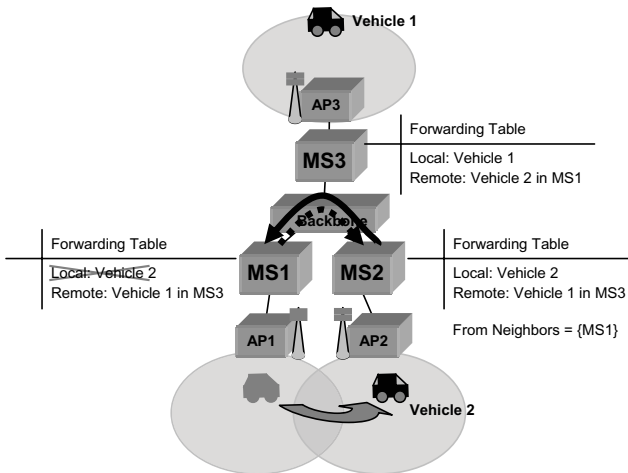 Vehicle 1
AP3
Forwarding Table
MS3
Local: Vehicle 1
Remote: Vehicle 2 in MS1
Backbone
Forwarding Table
Local: Vehicle 2
Remote: Vehicle 1 in MS3
MS1
MS2
Forwarding Table
Local: Vehicle 2
Remote: Vehicle 1 in MS3
From Neighbors = {MS1}
AP1
AP2
Vehicle 2